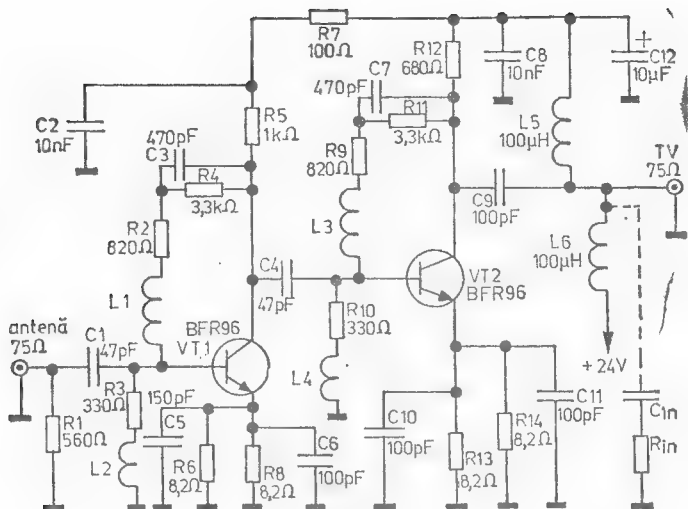 R7
100Ω
R12
680Ω
C8
10nF
+
C12
10µF
C7
470pF
R11
3,3kΩ
C2
10nF
R5
1kΩ
470pF
C3
R4
3,3kΩ
R9
820Ω
L5
100µH
TV
75Ω
R2
820Ω
L3
C9
100pF
L6
100µH
C4
47pF
L1
VT2
BFR96
R10
330Ω
antenă
75Ω
C1
47pF
BFR96
VT1
+24V
L4
R3
330Ω
150pF
C5
R1
560Ω
L2
R6
8,2Ω
R8
8,2Ω
C6
100pF
C10
100pF
R13
8,2Ω
R14
8,2Ω
C11
100pF
Cin
Rin